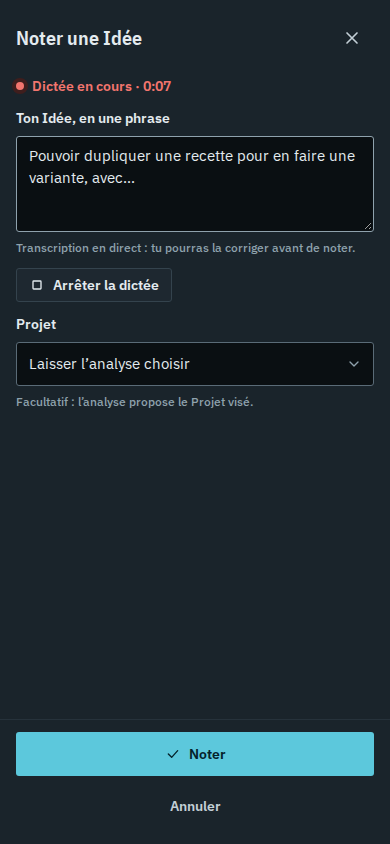 Noter une Idée
Dictée en cours · 0:07
Ton Idée, en une phrase
Pouvoir dupliquer une recette pour en faire une
variante, avec…
Transcription en direct : tu pourras la corriger avant de noter.
Arrêter la dictée
Projet
Laisser l’analyse choisir
Facultatif : l’analyse propose le Projet visé.
Noter
Annuler